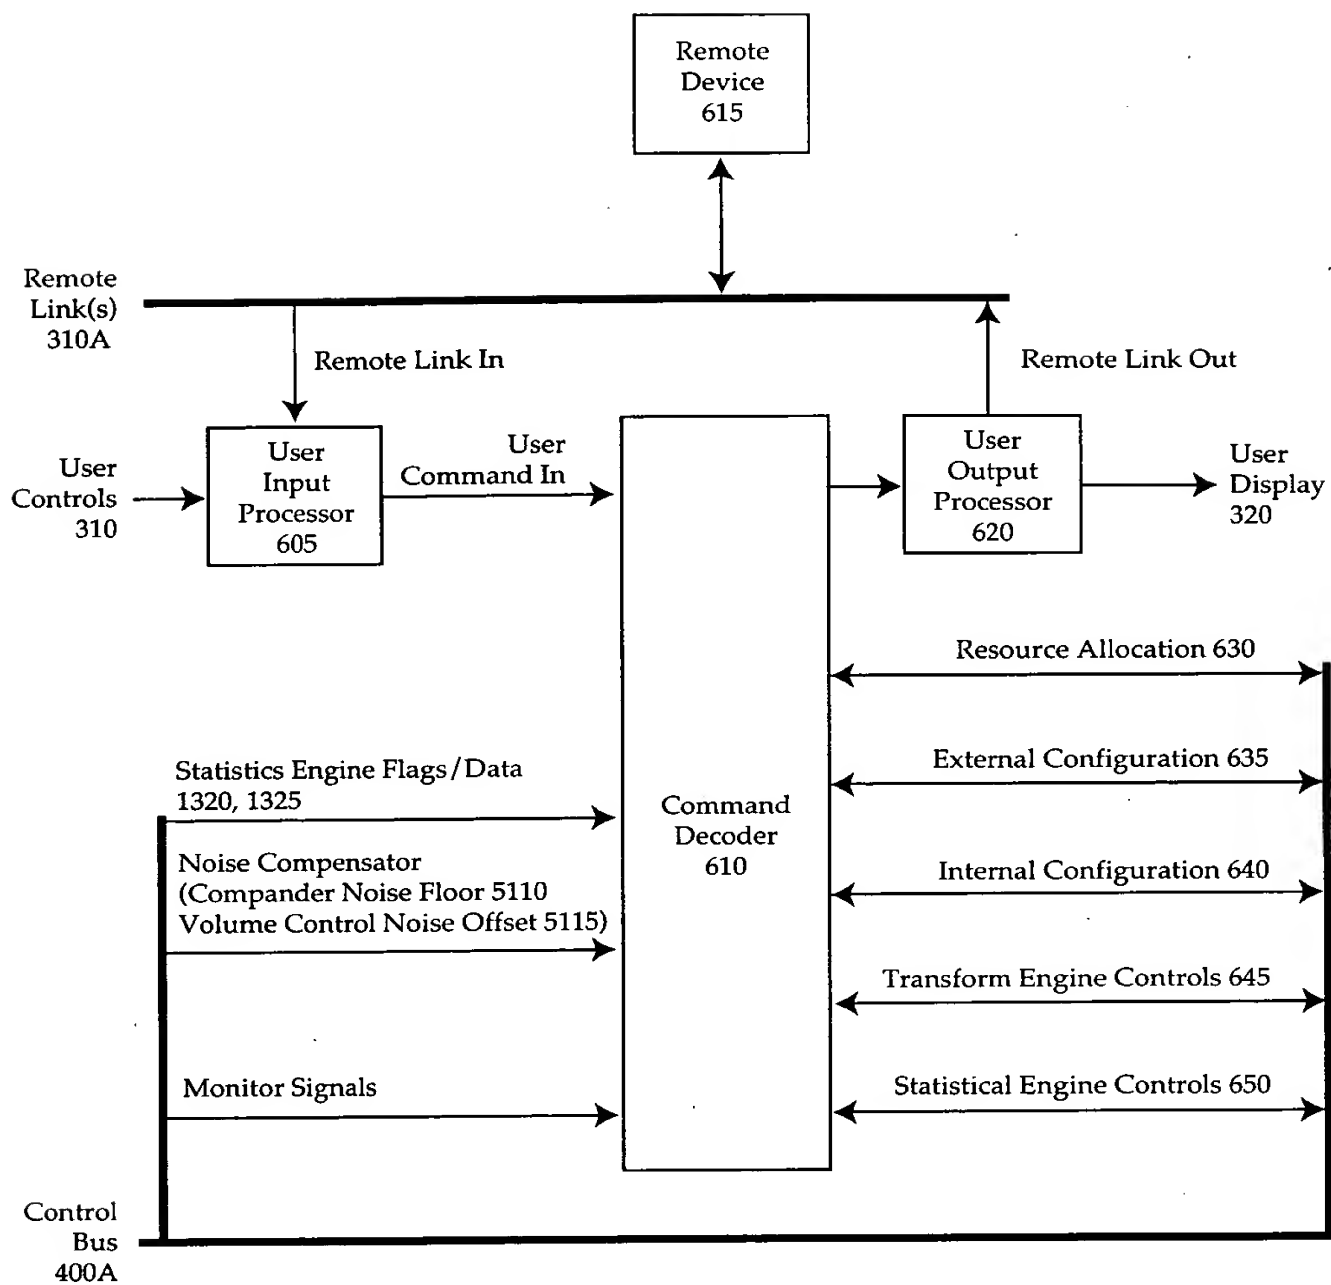 Remote
Device
615
Remote
Link(s)
310A
Remote Link In
Remote Link Out
User
Controls
310
User
Input
Processor
605
User
Command In
User
Output
Processor
620
User
Display
320
Resource Allocation 630
External Configuration 635
Internal Configuration 640
Transform Engine Controls 645
Statistical Engine Controls 650
Statistics Engine Flags/Data
1320, 1325
Noise Compensator
(Compander Noise Floor 5110
Volume Control Noise Offset 5115)
Monitor Signals
Command
Decoder
610
Control
Bus
400A